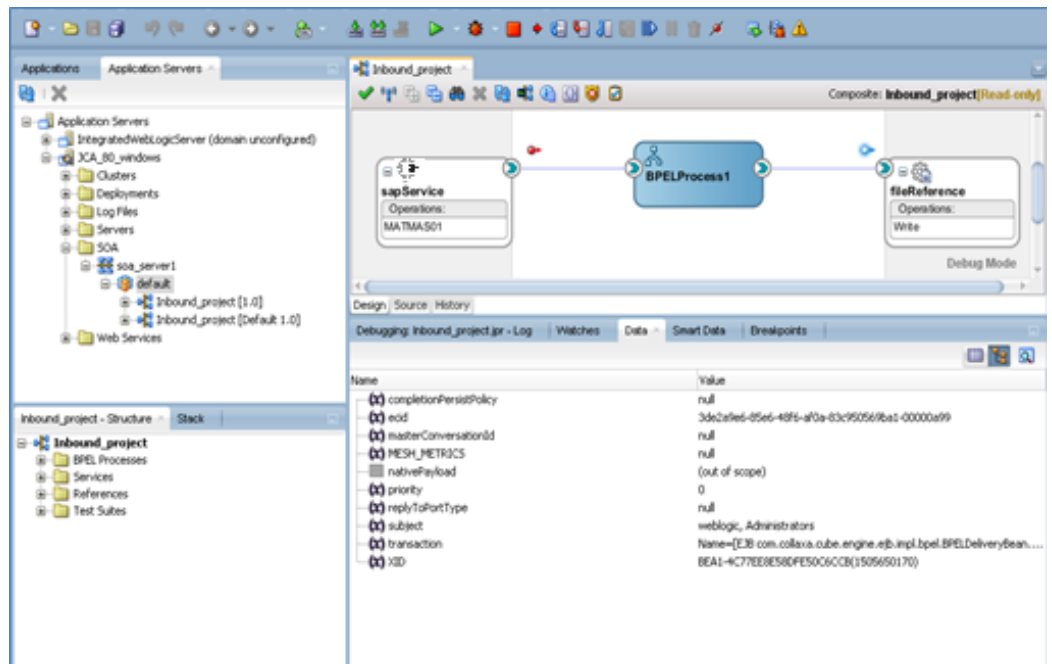 Applications Application Servers
Application Servers
IntegratedWebLogicServer (domain unconfigured)
JCA_80_windows
Clusters
Deployments
Log Files
Servers
SOA
soa_server1
default
Inbound_project [1.0]
Inbound_project [Default 1.0]
Web Services
Inbound_project - Structure Stack
Inbound_project
BPEL Processes
Services
References
Test Suites
Inbound_project
Composite: Inbound_project[Read-only]
sapService
Operations:
MATMAS01
BPELProcess1
fileReference
Operations:
Write
Debug Mode
Design Source History
Debugging: Inbound_project.jpr - Log Watches Data Smart Data Breakpoints
Name Value
completionPersistPolicy null
ecid 3de2a9e6-85e6-48f6-af0a-83c950569ba1-00000a99
masterConversationId null
MESH_METRICS null
nativePayload (out of scope)
priority 0
replyToPortType null
subject weblogic, Administrators
transaction Name=[EJB com.collaxa.cube.engine.ejb.impl.bpel.BPELDeliveryBean....
XID BEA1-4C77EE8E58DFE50C6CCB(1505650170)